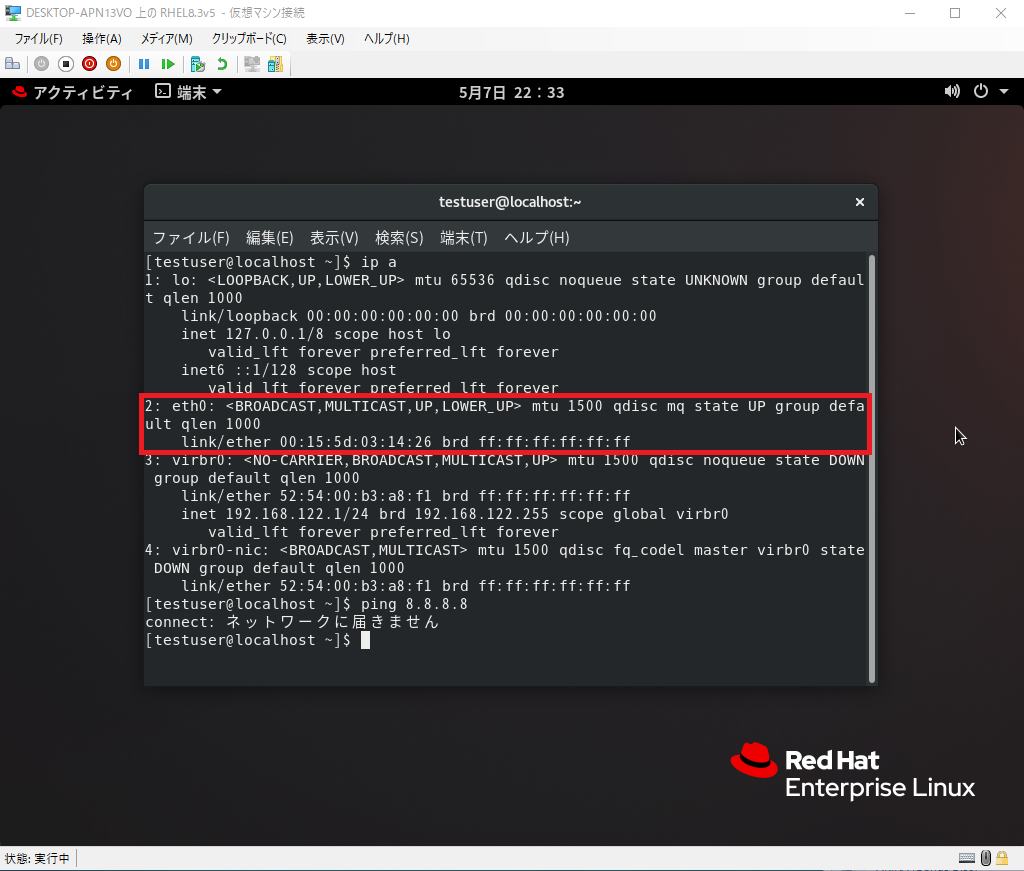 DESKTOP-APN13VO 上の RHEL8.3v5 - 仮想マシン接続
ファイル(F) 操作(A) メディア(M) クリップボード(C) 表示(V) ヘルプ(H)
アクティビティ 端末 5月7日 22:33
testuser@localhost:~
ファイル(F) 編集(E) 表示(V) 検索(S) 端末(T) ヘルプ(H)
[testuser@localhost ~]$ ip a
1: lo: <LOOPBACK,UP,LOWER_UP> mtu 65536 qdisc noqueue state UNKNOWN group defaul
t qlen 1000
link/loopback 00:00:00:00:00:00 brd 00:00:00:00:00:00
inet 127.0.0.1/8 scope host lo
valid_lft forever preferred_lft forever
inet6 ::1/128 scope host
valid_lft forever preferred_lft forever
2: eth0: <BROADCAST,MULTICAST,UP,LOWER_UP> mtu 1500 qdisc mq state UP group defa
ult qlen 1000
link/ether 00:15:5d:03:14:26 brd ff:ff:ff:ff:ff:ff
3: virbr0: <NO-CARRIER,BROADCAST,MULTICAST,UP> mtu 1500 qdisc noqueue state DOWN
group default qlen 1000
link/ether 52:54:00:b3:a8:f1 brd ff:ff:ff:ff:ff:ff
inet 192.168.122.1/24 brd 192.168.122.255 scope global virbr0
valid_lft forever preferred_lft forever
4: virbr0-nic: <BROADCAST,MULTICAST> mtu 1500 qdisc fq_codel master virbr0 state
DOWN group default qlen 1000
link/ether 52:54:00:b3:a8:f1 brd ff:ff:ff:ff:ff:ff
[testuser@localhost ~]$ ping 8.8.8.8
connect: ネットワークに届きません
[testuser@localhost ~]$
Red Hat
Enterprise Linux
状態: 実行中